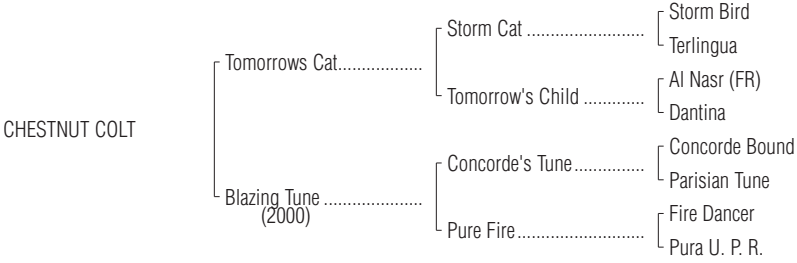 Storm Bird
Storm Cat ........................
Terlingua
Tomorrows Cat.................
Al Nasr (FR)
Tomorrow's Child .............
Dantina
CHESTNUT COLT
Concorde Bound
Concorde's Tune...............
Parisian Tune
Blazing Tune ....................
(2000)
Fire Dancer
Pure Fire...........................
Pura U. P. R.